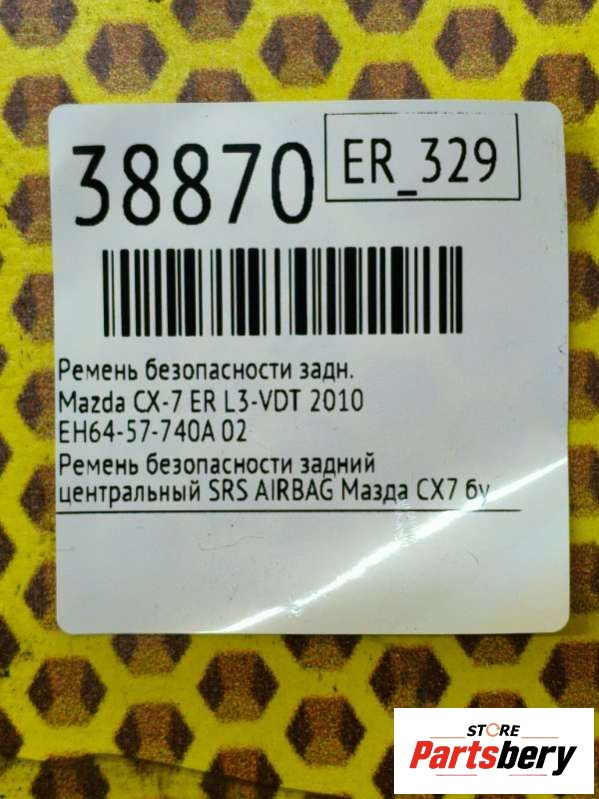 38870
ER_329
Ремень безопасности задн.
Mazda CX-7 ER L3-VDT 2010
EH64-57-740A 02
Ремень безопасности задний
центральный SRS AIRBAG Мазда СХ7 бу
STORE
Partsbery